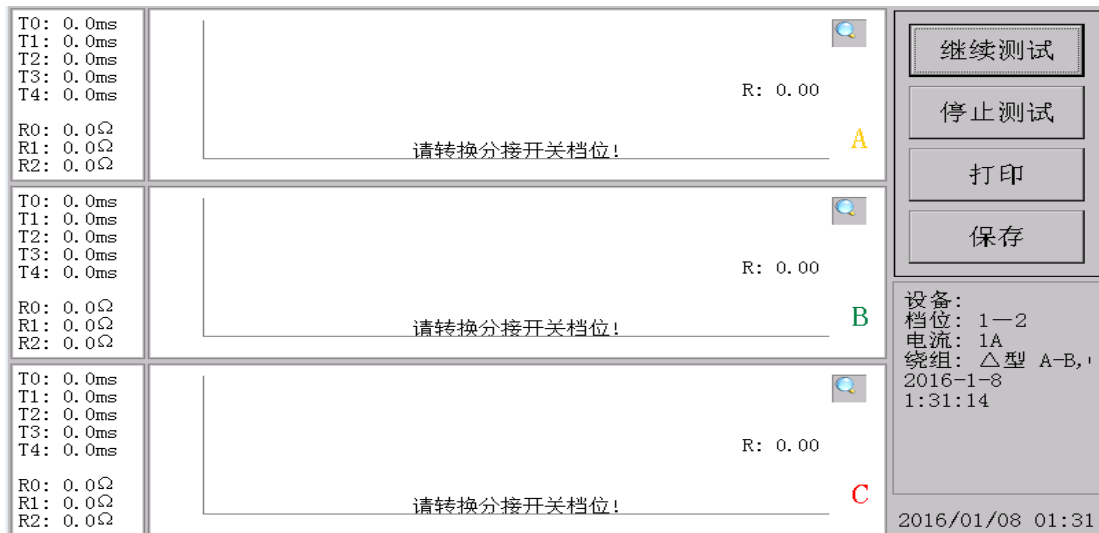 T0: 0.0ms
T1: 0.0ms
T2: 0.0ms
T3: 0.0ms
T4: 0.0ms
R0: 0.0Ω
R1: 0.0Ω
R2: 0.0Ω
R: 0.00
A
请转换分接开关档位!
T0: 0.0ms
T1: 0.0ms
T2: 0.0ms
T3: 0.0ms
T4: 0.0ms
R0: 0.0Ω
R1: 0.0Ω
R2: 0.0Ω
R: 0.00
B
请转换分接开关档位!
T0: 0.0ms
T1: 0.0ms
T2: 0.0ms
T3: 0.0ms
T4: 0.0ms
R0: 0.0Ω
R1: 0.0Ω
R2: 0.0Ω
R: 0.00
C
请转换分接开关档位!
继续测试
停止测试
打印
保存
设备:
档位: 1—2
电流: 1A
绕组: △型 A-B,
2016-1-8
1:31:14
2016/01/08 01:31